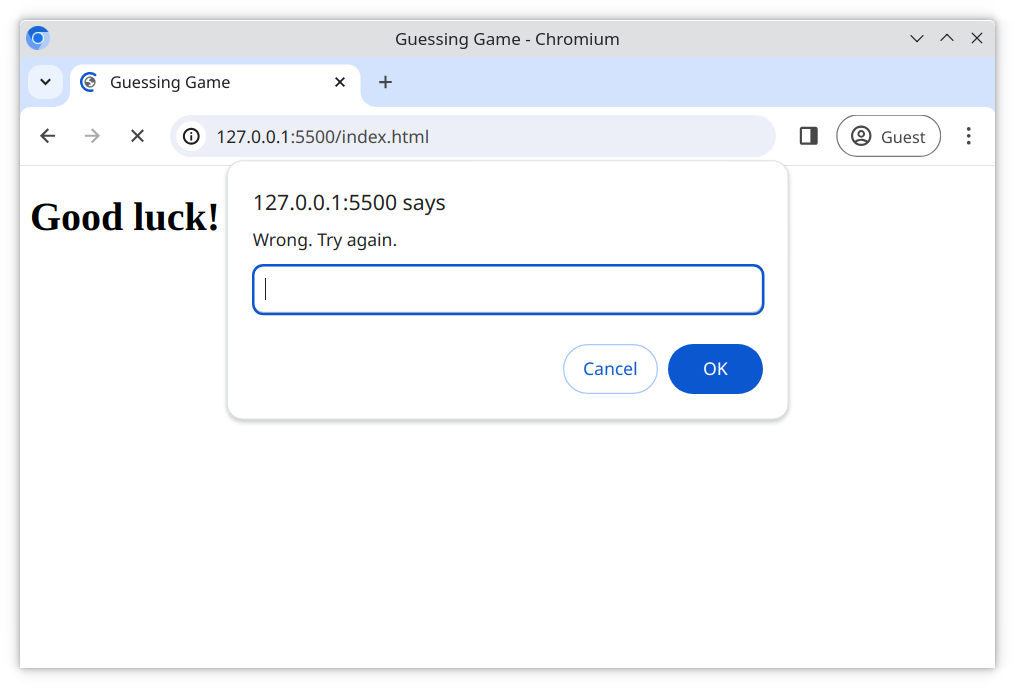 Guessing Game - Chromium
Guessing Game
127.0.0.1:5500/index.html
Guest
127.0.0.1:5500 says
Good luck!
Wrong. Try again.
Cancel
OK